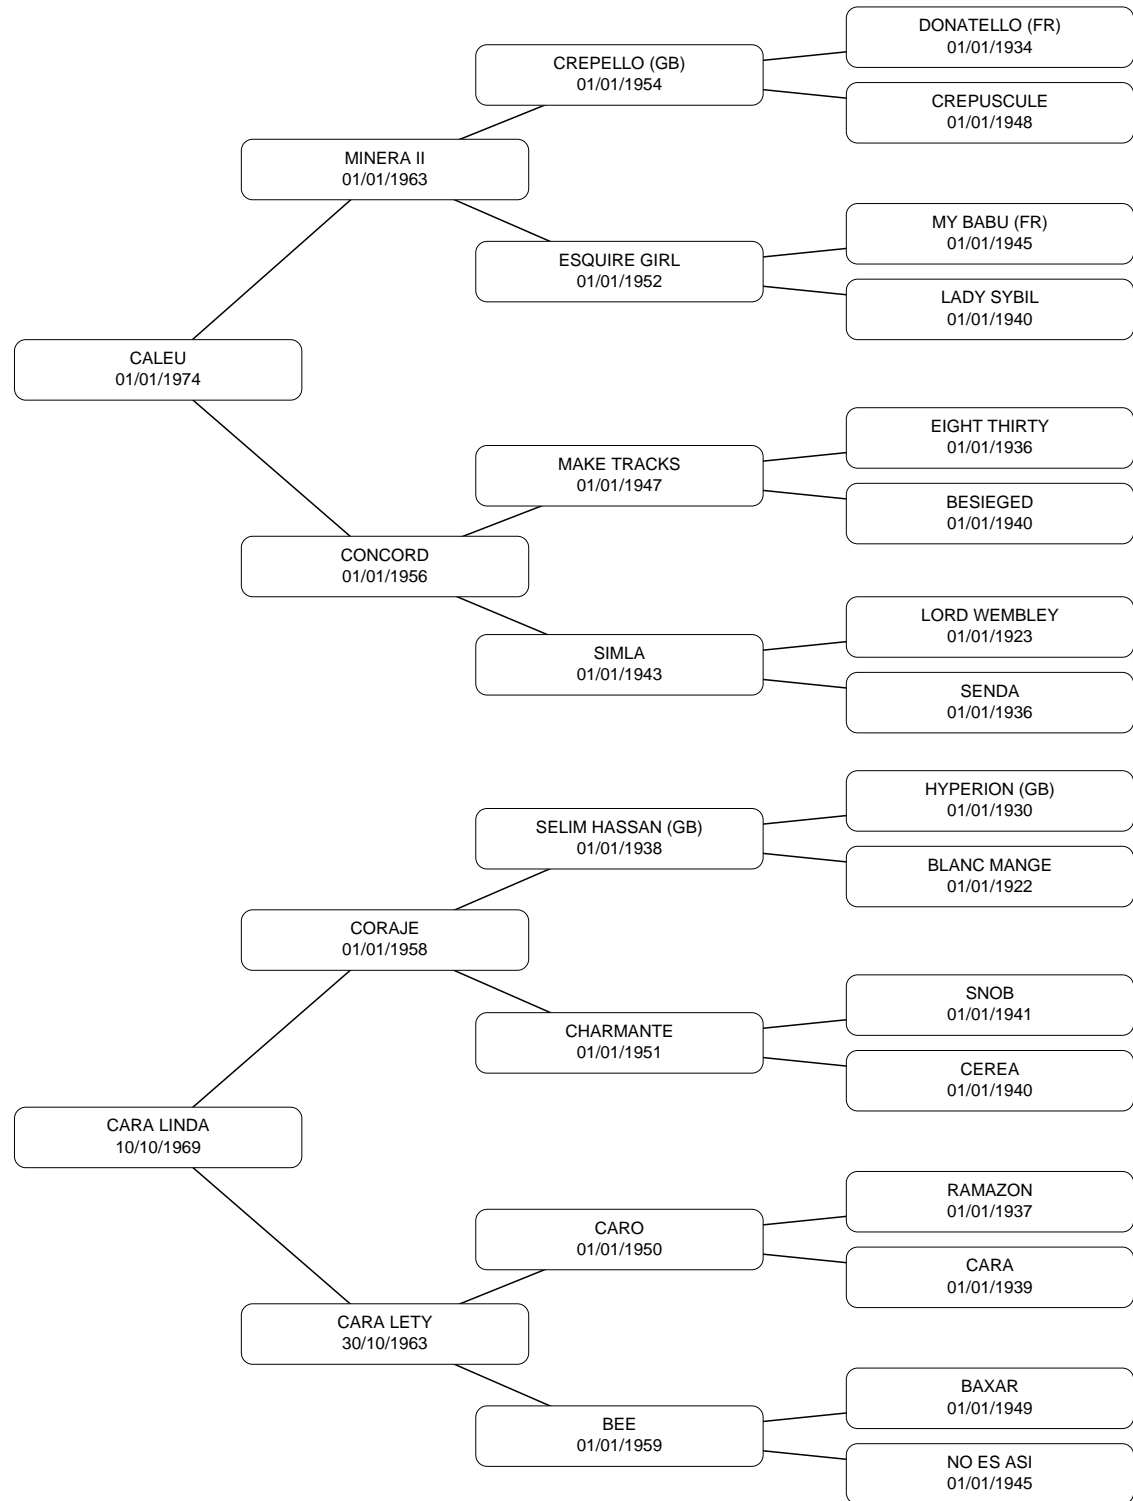 DONATELLO (FR)
01/01/1934
CREPELLO (GB)
01/01/1954
CREPUSCULE
01/01/1948
MINERA II
01/01/1963
MY BABU (FR)
01/01/1945
ESQUIRE GIRL
01/01/1952
LADY SYBIL
01/01/1940
CALEU
01/01/1974
EIGHT THIRTY
01/01/1936
MAKE TRACKS
01/01/1947
BESIEGED
01/01/1940
CONCORD
01/01/1956
LORD WEMBLEY
01/01/1923
SIMLA
01/01/1943
SENDA
01/01/1936
HYPERION (GB)
01/01/1930
SELIM HASSAN (GB)
01/01/1938
BLANC MANGE
01/01/1922
CORAJE
01/01/1958
SNOB
01/01/1941
CHARMANTE
01/01/1951
CEREA
01/01/1940
CARA LINDA
10/10/1969
RAMAZON
01/01/1937
CARO
01/01/1950
CARA
01/01/1939
CARA LETY
30/10/1963
BAXAR
01/01/1949
BEE
01/01/1959
NO ES ASI
01/01/1945